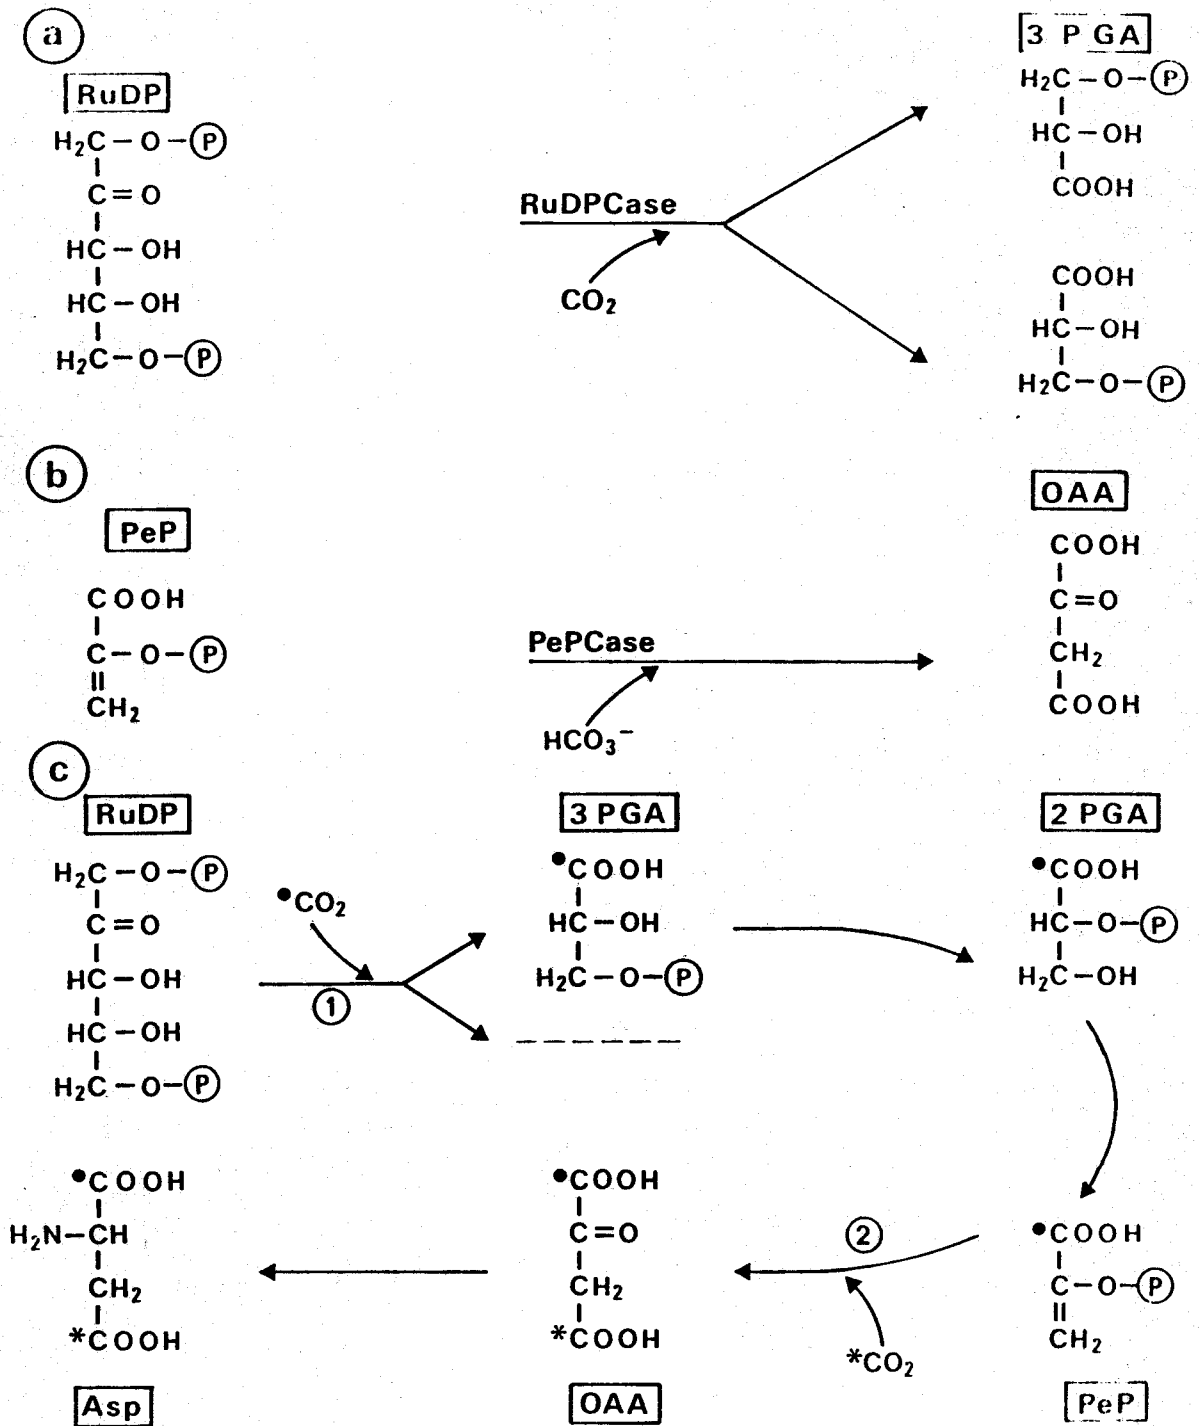 a
RuDP
H₂C–O–P
C=O
HC–OH
HC–OH
H₂C–O–P
RuDPCase
CO₂
3 PGA
H₂C–O–P
HC–OH
COOH
COOH
HC–OH
H₂C–O–P
b
PeP
COOH
C–O–P
CH₂
PePCase
HCO₃⁻
OAA
COOH
C=O
CH₂
COOH
c
RuDP
H₂C–O–P
C=O
HC–OH
HC–OH
H₂C–O–P
•CO₂
1
3 PGA
•COOH
HC–OH
H₂C–O–P
2 PGA
•COOH
HC–O–P
H₂C–OH
•COOH
C–O–P
CH₂
PeP
2
*CO₂
•COOH
C=O
CH₂
*COOH
OAA
•COOH
H₂N–CH
CH₂
*COOH
Asp